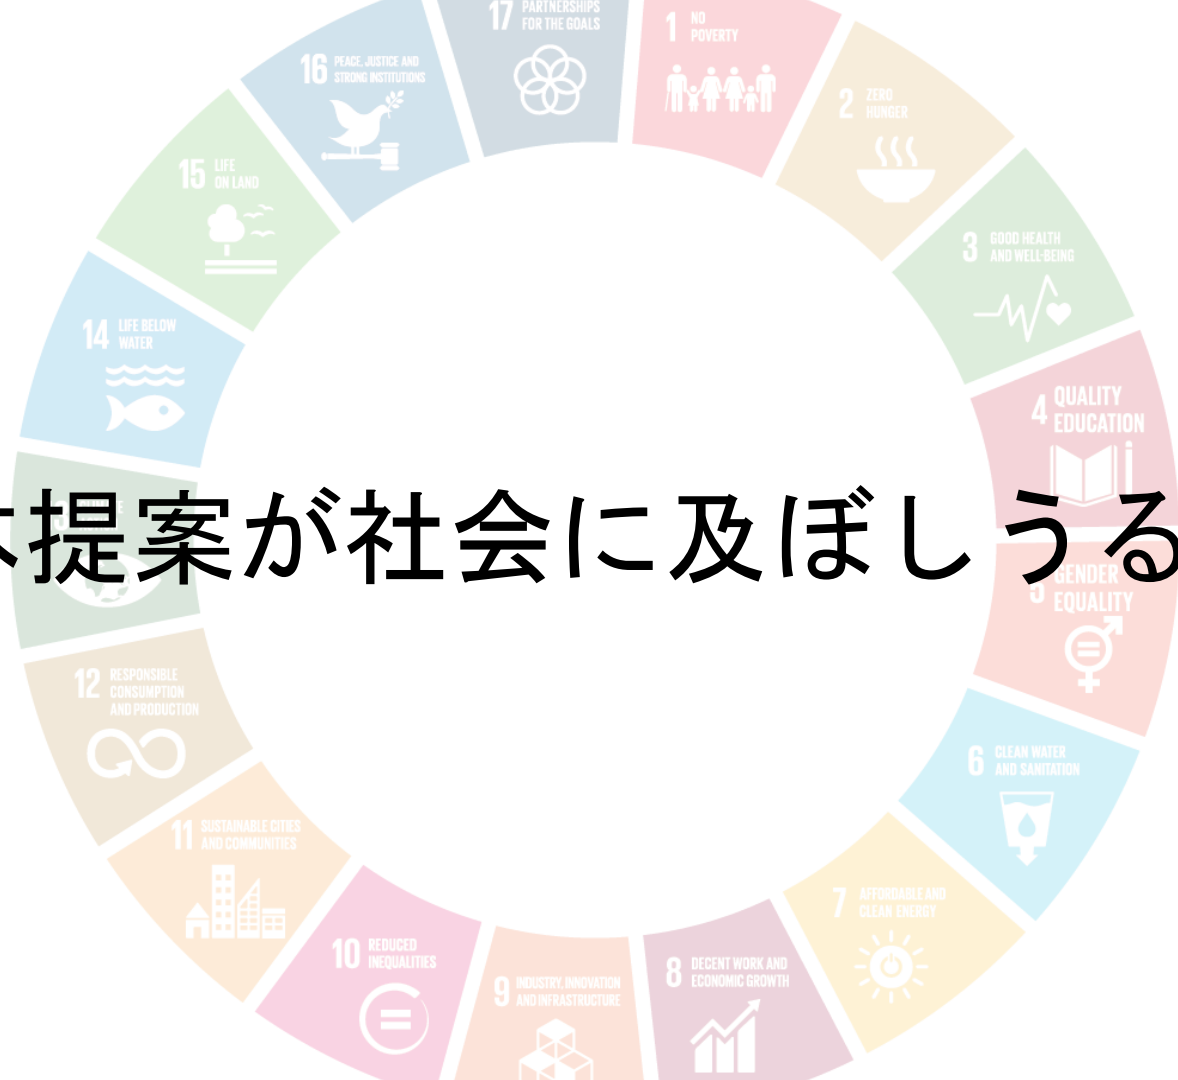 17 PARTNERSHIPS
FOR THE GOALS
1 NO
POVERTY
2 ZERO
HUNGER
3 GOOD HEALTH
AND WELL-BEING
4 QUALITY
EDUCATION
5 GENDER
EQUALITY
6 CLEAN WATER
AND SANITATION
7 AFFORDABLE AND
CLEAN ENERGY
8 DECENT WORK AND
ECONOMIC GROWTH
9 INDUSTRY, INNOVATION
AND INFRASTRUCTURE
10 REDUCED
INEQUALITIES
11 SUSTAINABLE CITIES
AND COMMUNITIES
12 RESPONSIBLE
CONSUMPTION
AND PRODUCTION
14 LIFE BELOW
WATER
15 LIFE
ON LAND
16 PEACE, JUSTICE AND
STRONG INSTITUTIONS
提案が社会に及ぼしうる